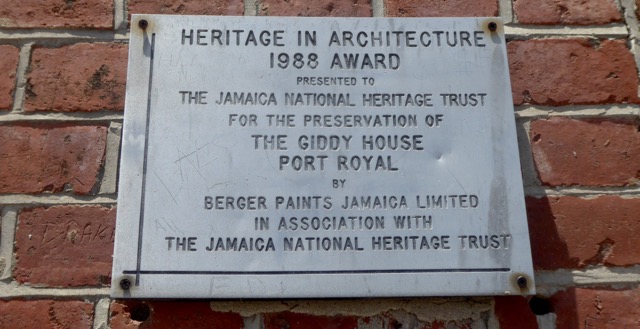 HERITAGE IN ARCHITECTURE
1988 AWARD
PRESENTED TO
THE JAMAICA NATIONAL HERITAGE TRUST
FOR THE PRESERVATION OF
THE GIDDY HOUSE
PORT ROYAL
BY
BERGER PAINTS JAMAICA LIMITED
IN ASSOCIATION WITH
THE JAMAICA NATIONAL HERITAGE TRUST